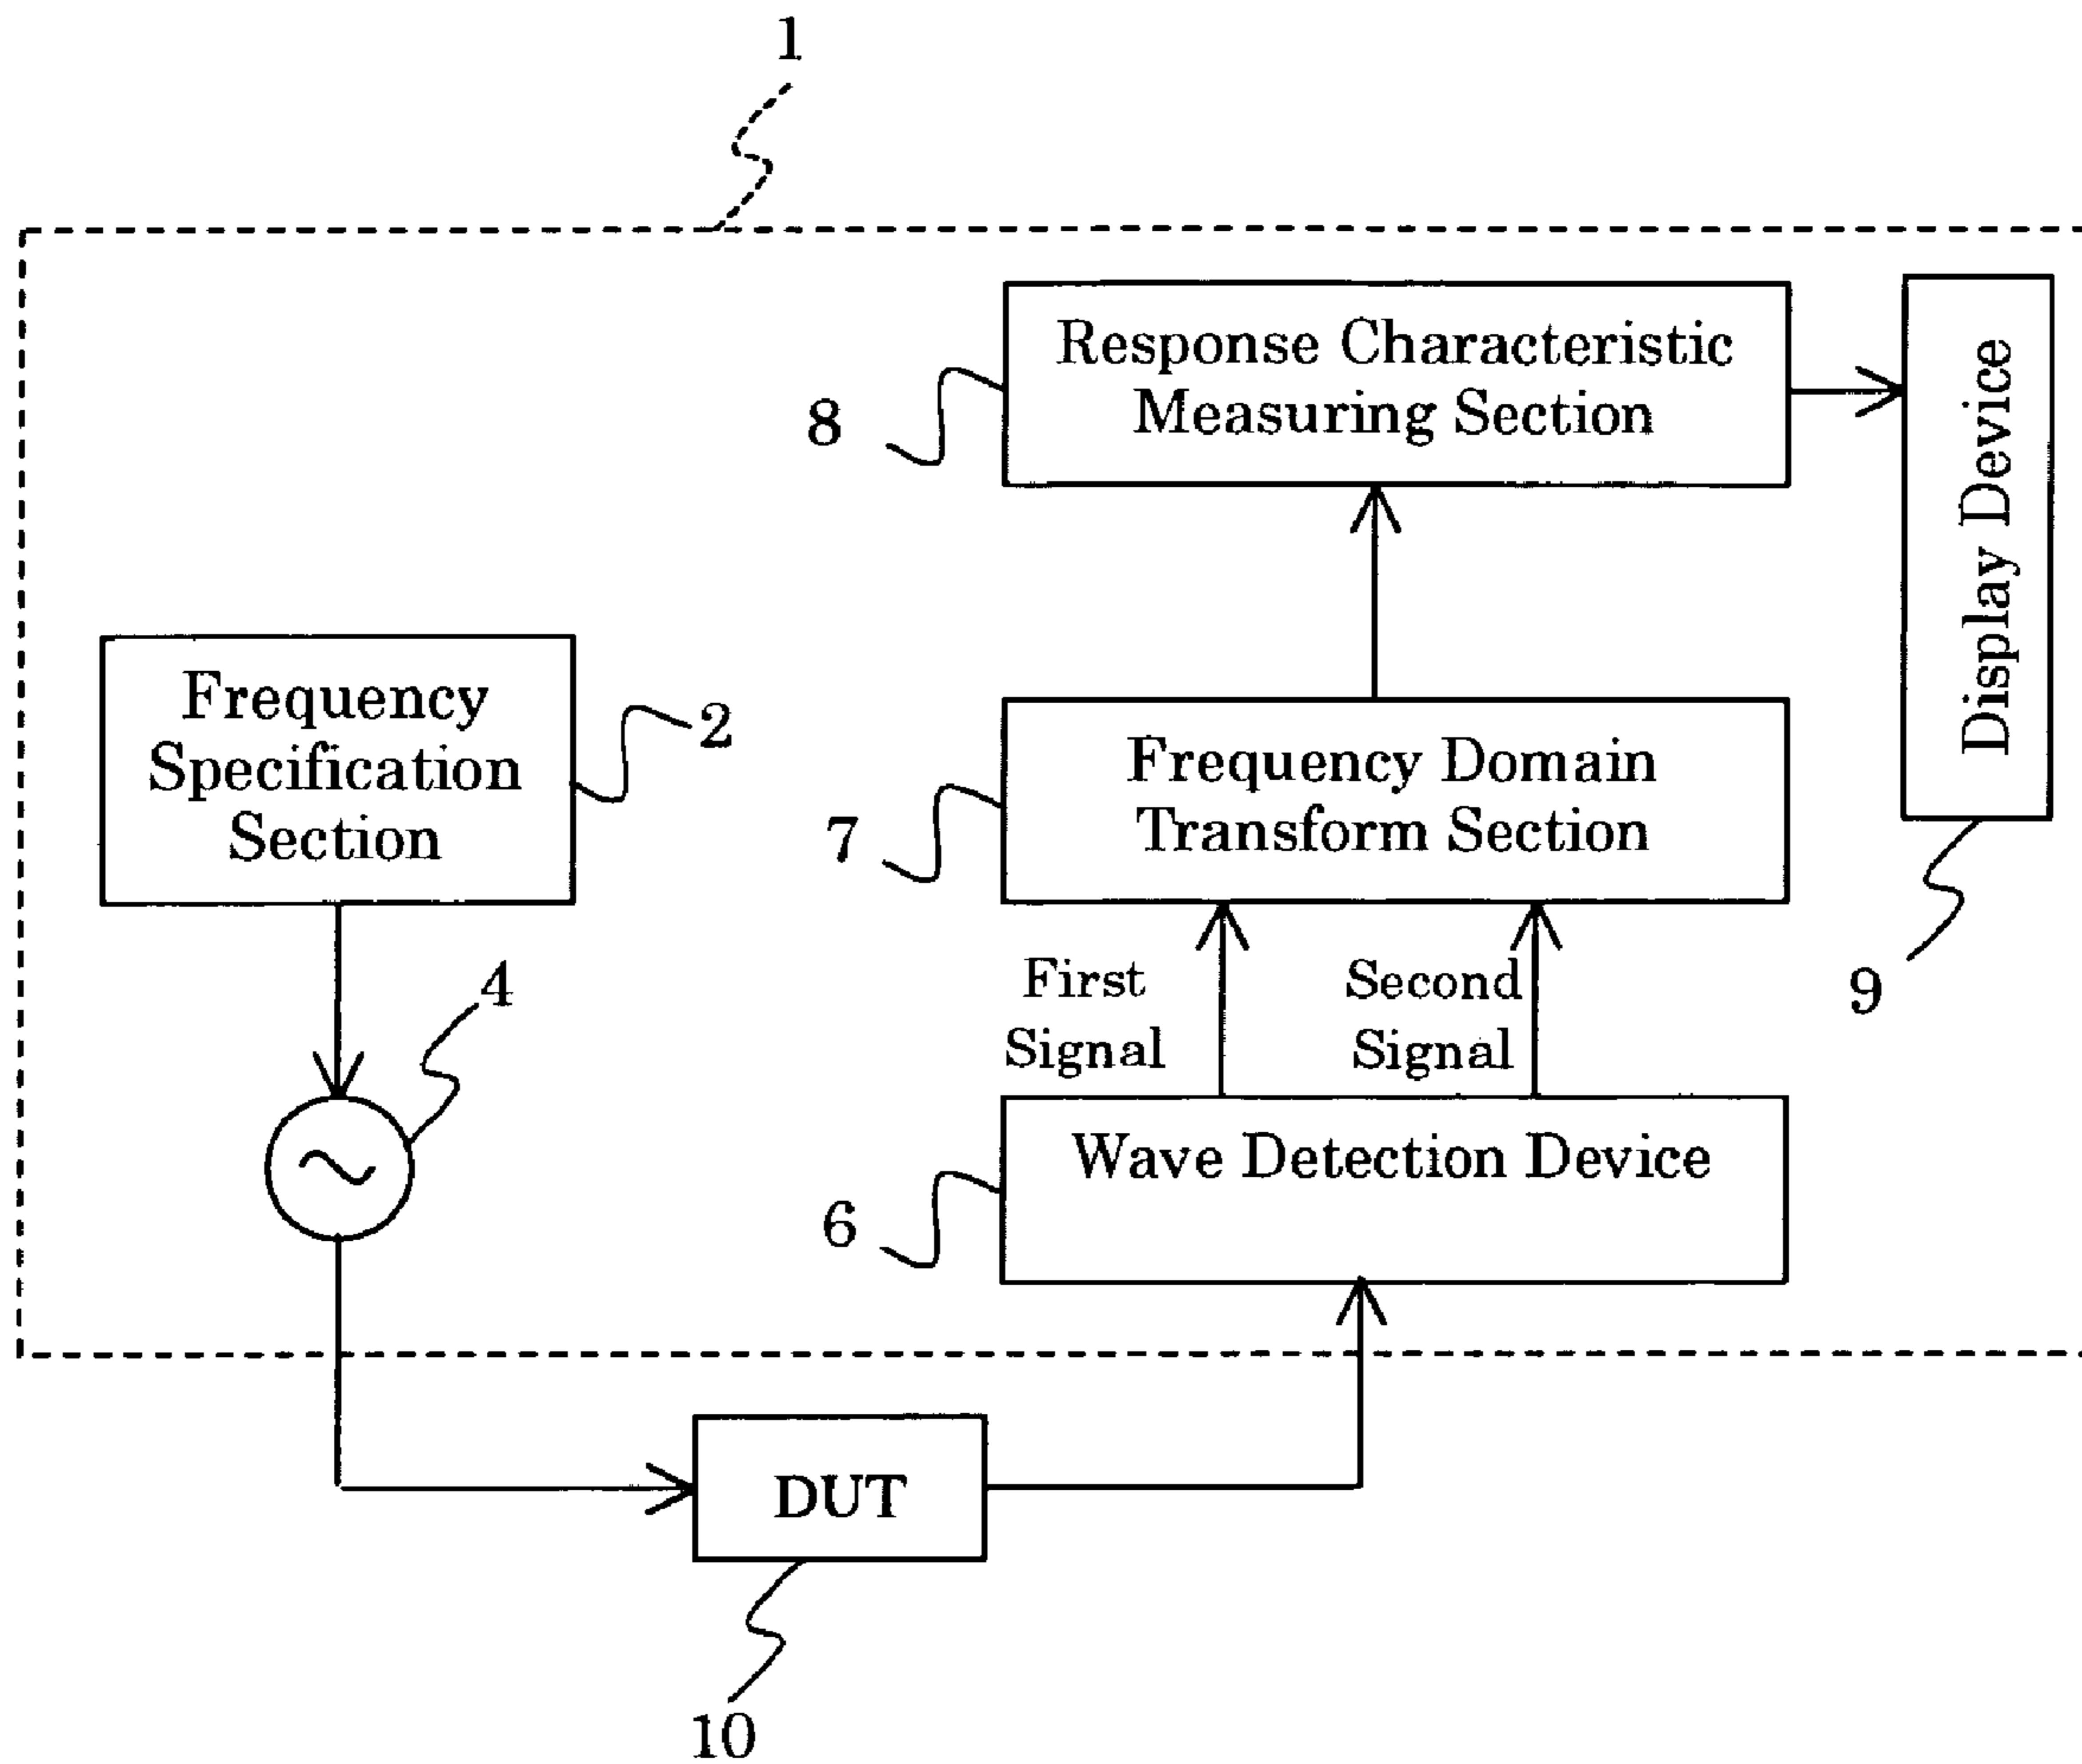 1
Response Characteristic
Measuring Section
8
Display Device
Frequency
Specification
Section
2
Frequency Domain
Transform Section
7
First
Signal
Second
Signal
9
4
Wave Detection Device
6
DUT
10